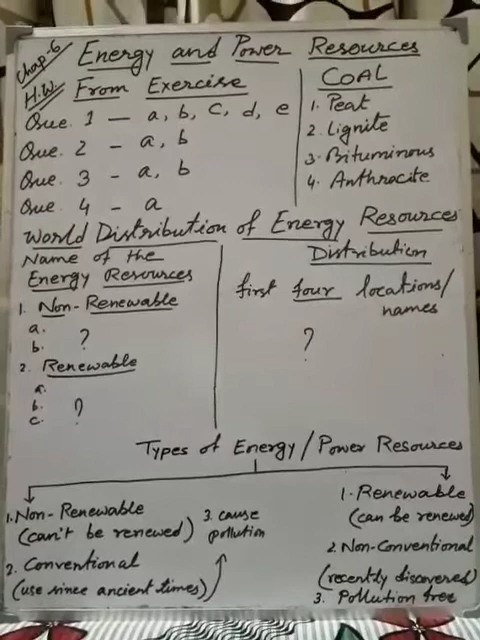 Chap-6
Energy and Power Resources
H.W.
From Exercise
Que. 1 — a, b, c, d, e
Que. 2 - a, b
Que. 3 - a, b
Que. 4 - a
COAL
1. Peat
2. Lignite
3. Bituminous
4. Anthracite
World Distribution of Energy Resources
Name of the
Energy Resources
1. Non-Renewable
a.
b. ?
2. Renewable
a.
b. ?
c.
Distribution
first four locations/
names
?
Types of Energy/Power Resources
1. Non-Renewable
(can't be renewed)
2. Conventional
(use since ancient times)
3. cause
pollution
1. Renewable
(can be renewed)
2. Non-Conventional
(recently discovered)
3. Pollution free